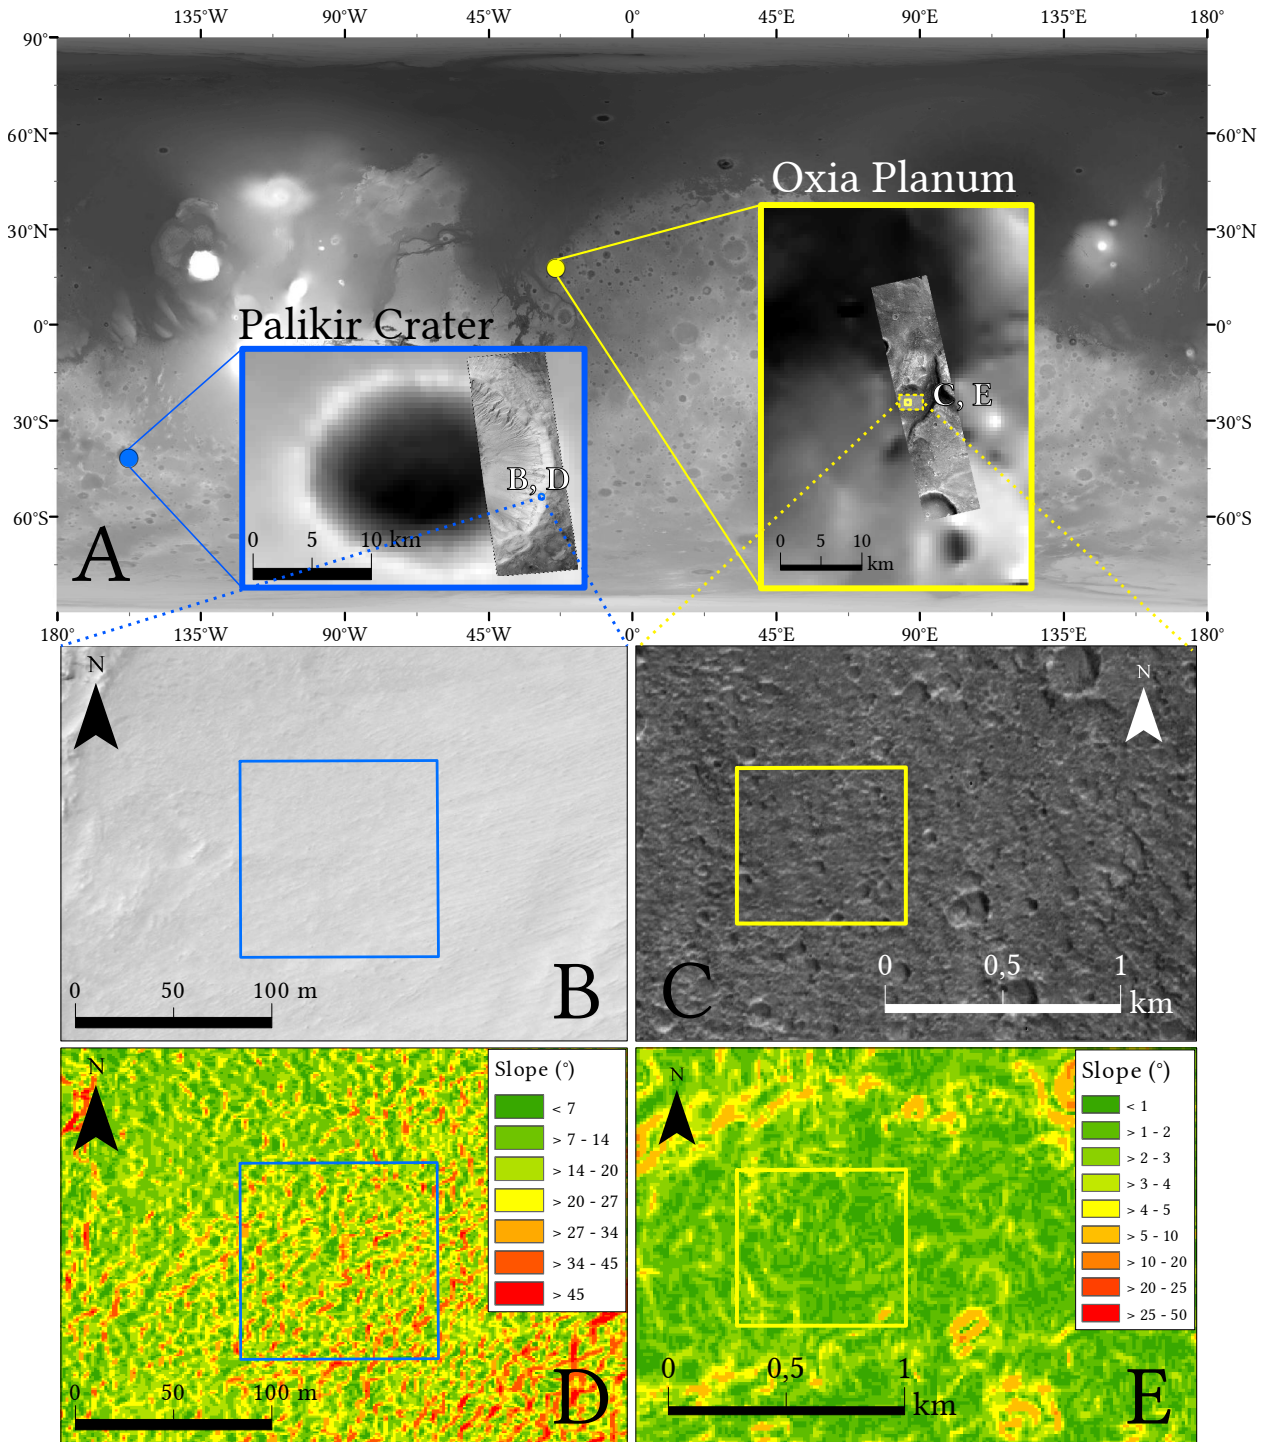 135°W 90°W 45°W 0° 45°E 90°E 135°E 180°
90°
60°N 60°N
Oxia Planum
30°N 30°N
Palikir Crater
0° 0°
C, E
30°S 30°S
B, D
60°S 60°S
0 5 10 km
0 5 10
km
A
180° 135°W 90°W 45°W 0° 45°E 90°E 135°E 180°
N
N
0 50 100 m
B
C
0 0,5 1
km
N
Slope (°)
< 7
> 7 - 14
> 14 - 20
> 20 - 27
> 27 - 34
> 34 - 45
> 45
0 50 100 m
D
N
Slope (°)
< 1
> 1 - 2
> 2 - 3
> 3 - 4
> 4 - 5
> 5 - 10
> 10 - 20
> 20 - 25
> 25 - 50
0 0,5 1
km
E